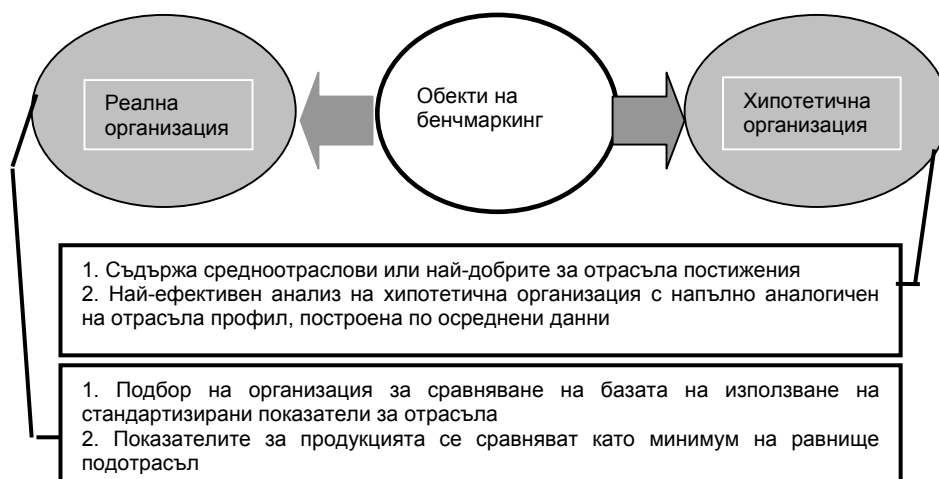 Реална
организация
Обекти на
бенчмаркинг
Хипотетична
организация
1. Съдържа средноотраслови или най-добрите за отрасъла постижения
2. Най-ефективен анализ на хипотетична организация с напълно аналогичен
на отрасъла профил, построена по осреднени данни
1. Подбор на организация за сравняване на базата на използване на
стандартизирани показатели за отрасъла
2. Показателите за продукцията се сравняват като минимум на равнище
подотрасъл